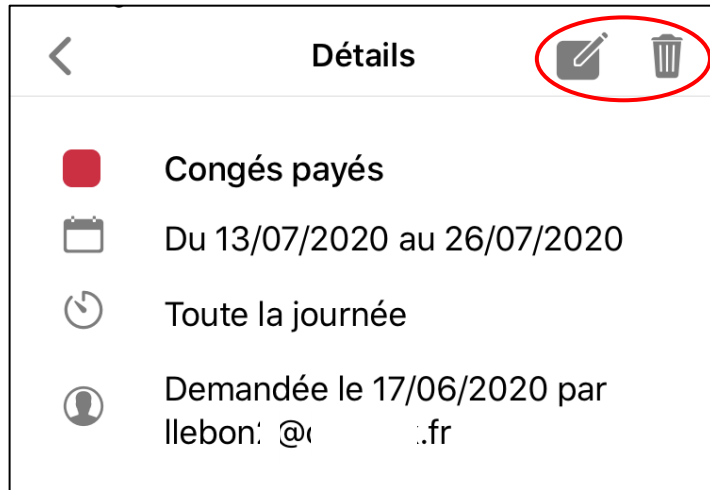 Détails
Congés payés
Du 13/07/2020 au 26/07/2020
Toute la journée
Demandée le 17/06/2020 par
.fr